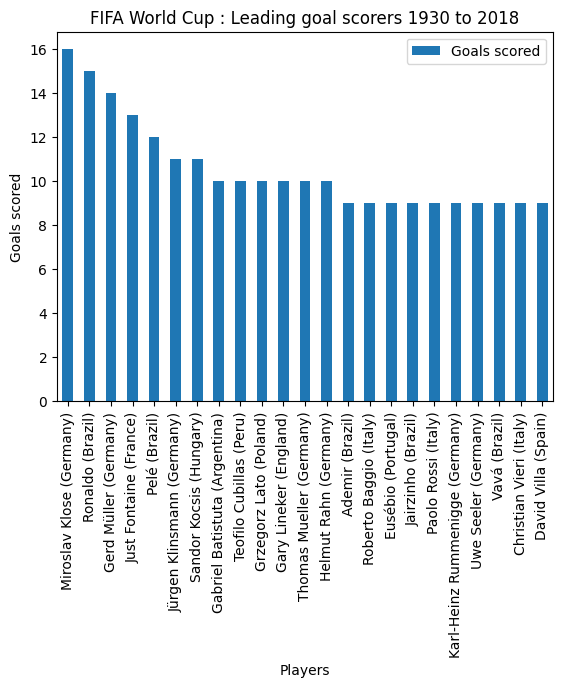 FIFA World Cup : Leading goal scorers 1930 to 2018
Goals scored
Goals scored
16
14
12
10
8
6
4
2
0
Miroslav Klose (Germany)
Ronaldo (Brazil)
Gerd Müller (Germany)
Just Fontaine (France)
Pelé (Brazil)
Jürgen Klinsmann (Germany)
Sandor Kocsis (Hungary)
Gabriel Batistuta (Argentina)
Teofilo Cubillas (Peru)
Grzegorz Lato (Poland)
Gary Lineker (England)
Thomas Mueller (Germany)
Helmut Rahn (Germany)
Ademir (Brazil)
Roberto Baggio (Italy)
Eusébio (Portugal)
Jairzinho (Brazil)
Paolo Rossi (Italy)
Karl-Heinz Rummenigge (Germany)
Uwe Seeler (Germany)
Vavá (Brazil)
Christian Vieri (Italy)
David Villa (Spain)
Players